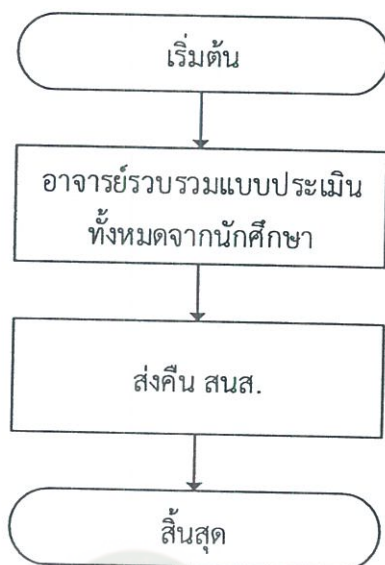 เริ่มต้น
อาจารย์รวบรวมแบบประเมิน
ทั้งหมดจากนักศึกษา
ส่งคืน สนส.
สิ้นสุด